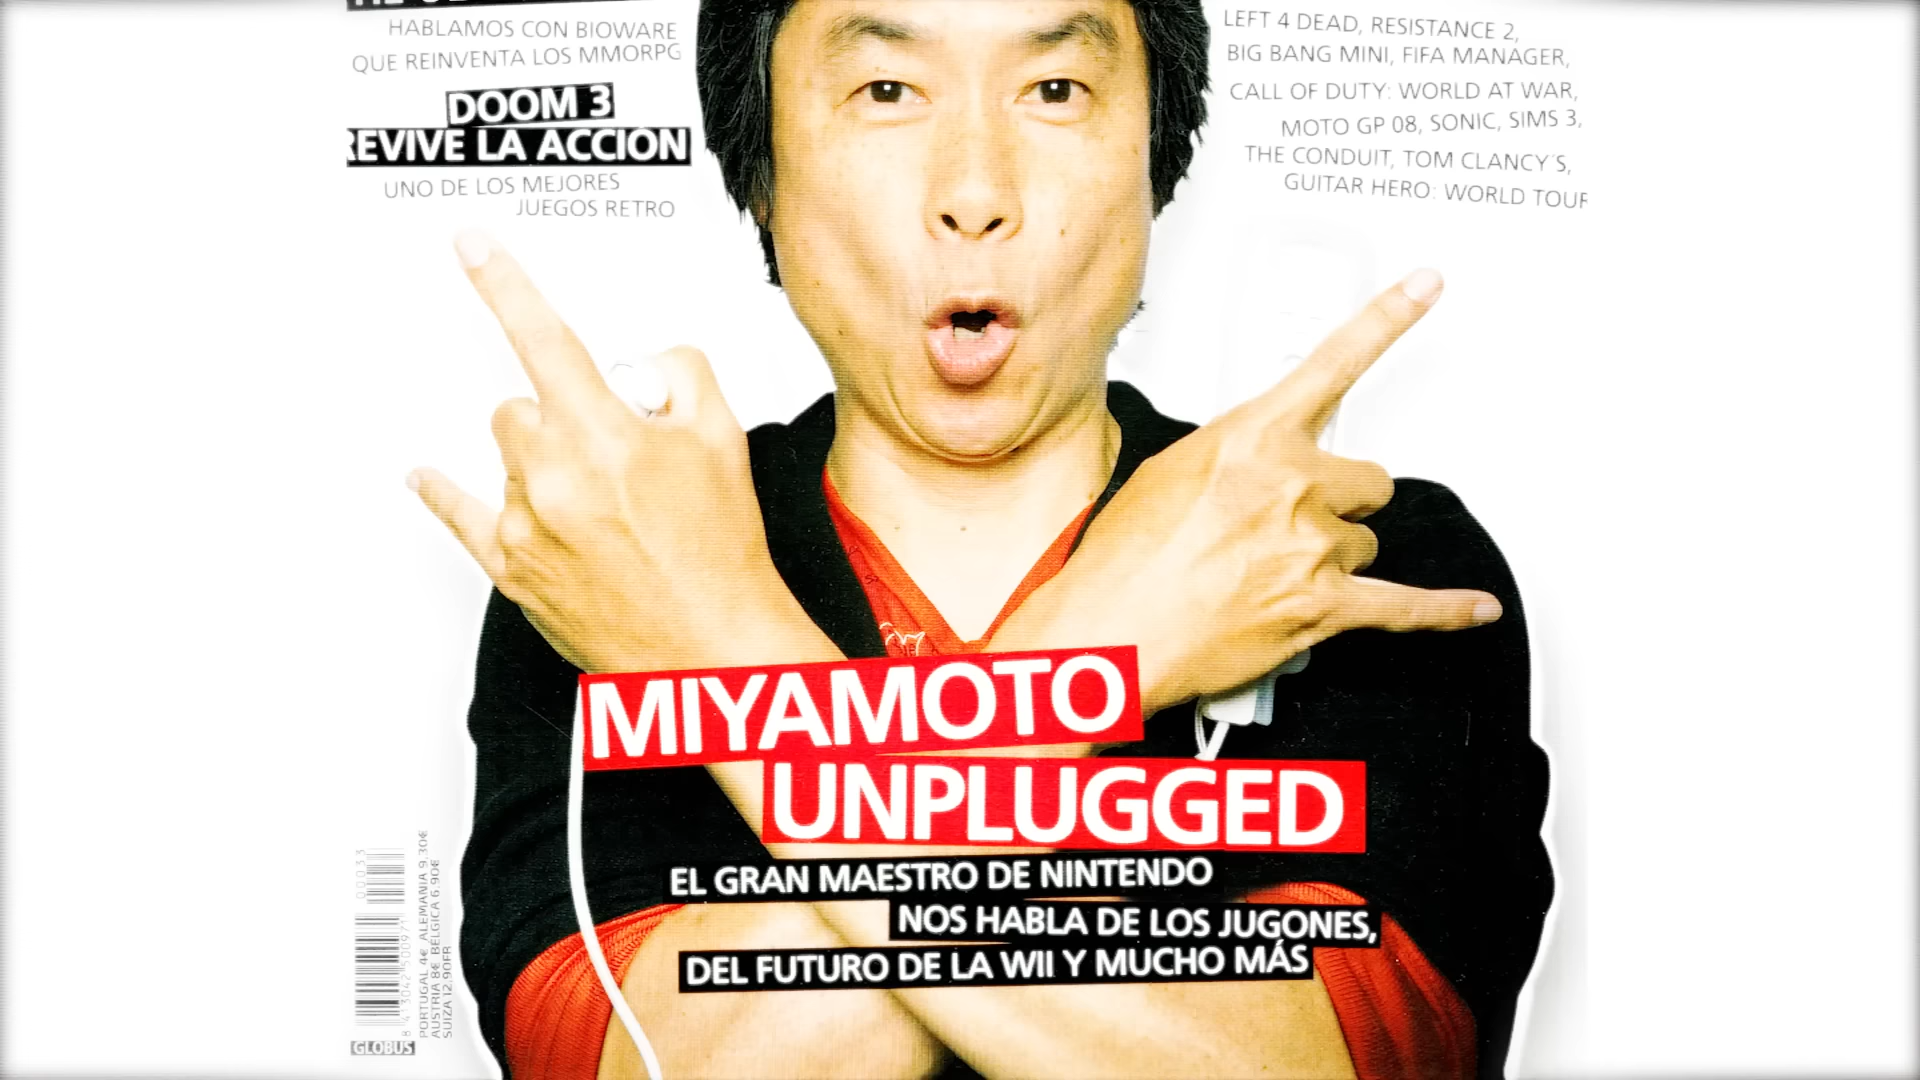 HABLAMOS CON BIOWARE
QUE REINVENTA LOS MMORPG
DOOM 3
REVIVE LA ACCIÓN
UNO DE LOS MEJORES
JUEGOS RETRO
LEFT 4 DEAD, RESISTANCE 2,
BIG BANG MINI, FIFA MANAGER,
CALL OF DUTY: WORLD AT WAR,
MOTO GP 08, SONIC, SIMS 3,
THE CONDUIT, TOM CLANCY´S,
GUITAR HERO: WORLD TOUR
MIYAMOTO
UNPLUGGED
EL GRAN MAESTRO DE NINTENDO
NOS HABLA DE LOS JUGONES,
DEL FUTURO DE LA WII Y MUCHO MÁS
00033
PORTUGAL 4€ ALEMANIA 9.30€
AUSTRIA 8€ BÉLGICA 6.90€
SUIZA 12.90FR
GLOBUS